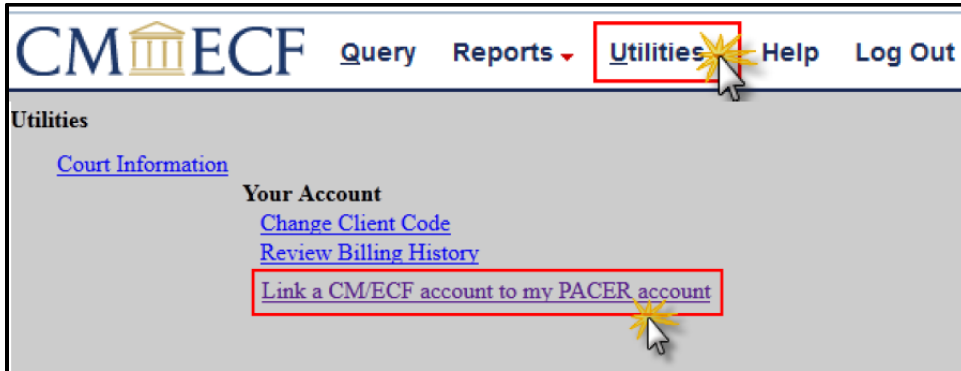 CM ECF Query Reports Utilities Help Log Out
Utilities
Court Information
Your Account
Change Client Code
Review Billing History
Link a CM/ECF account to my PACER account